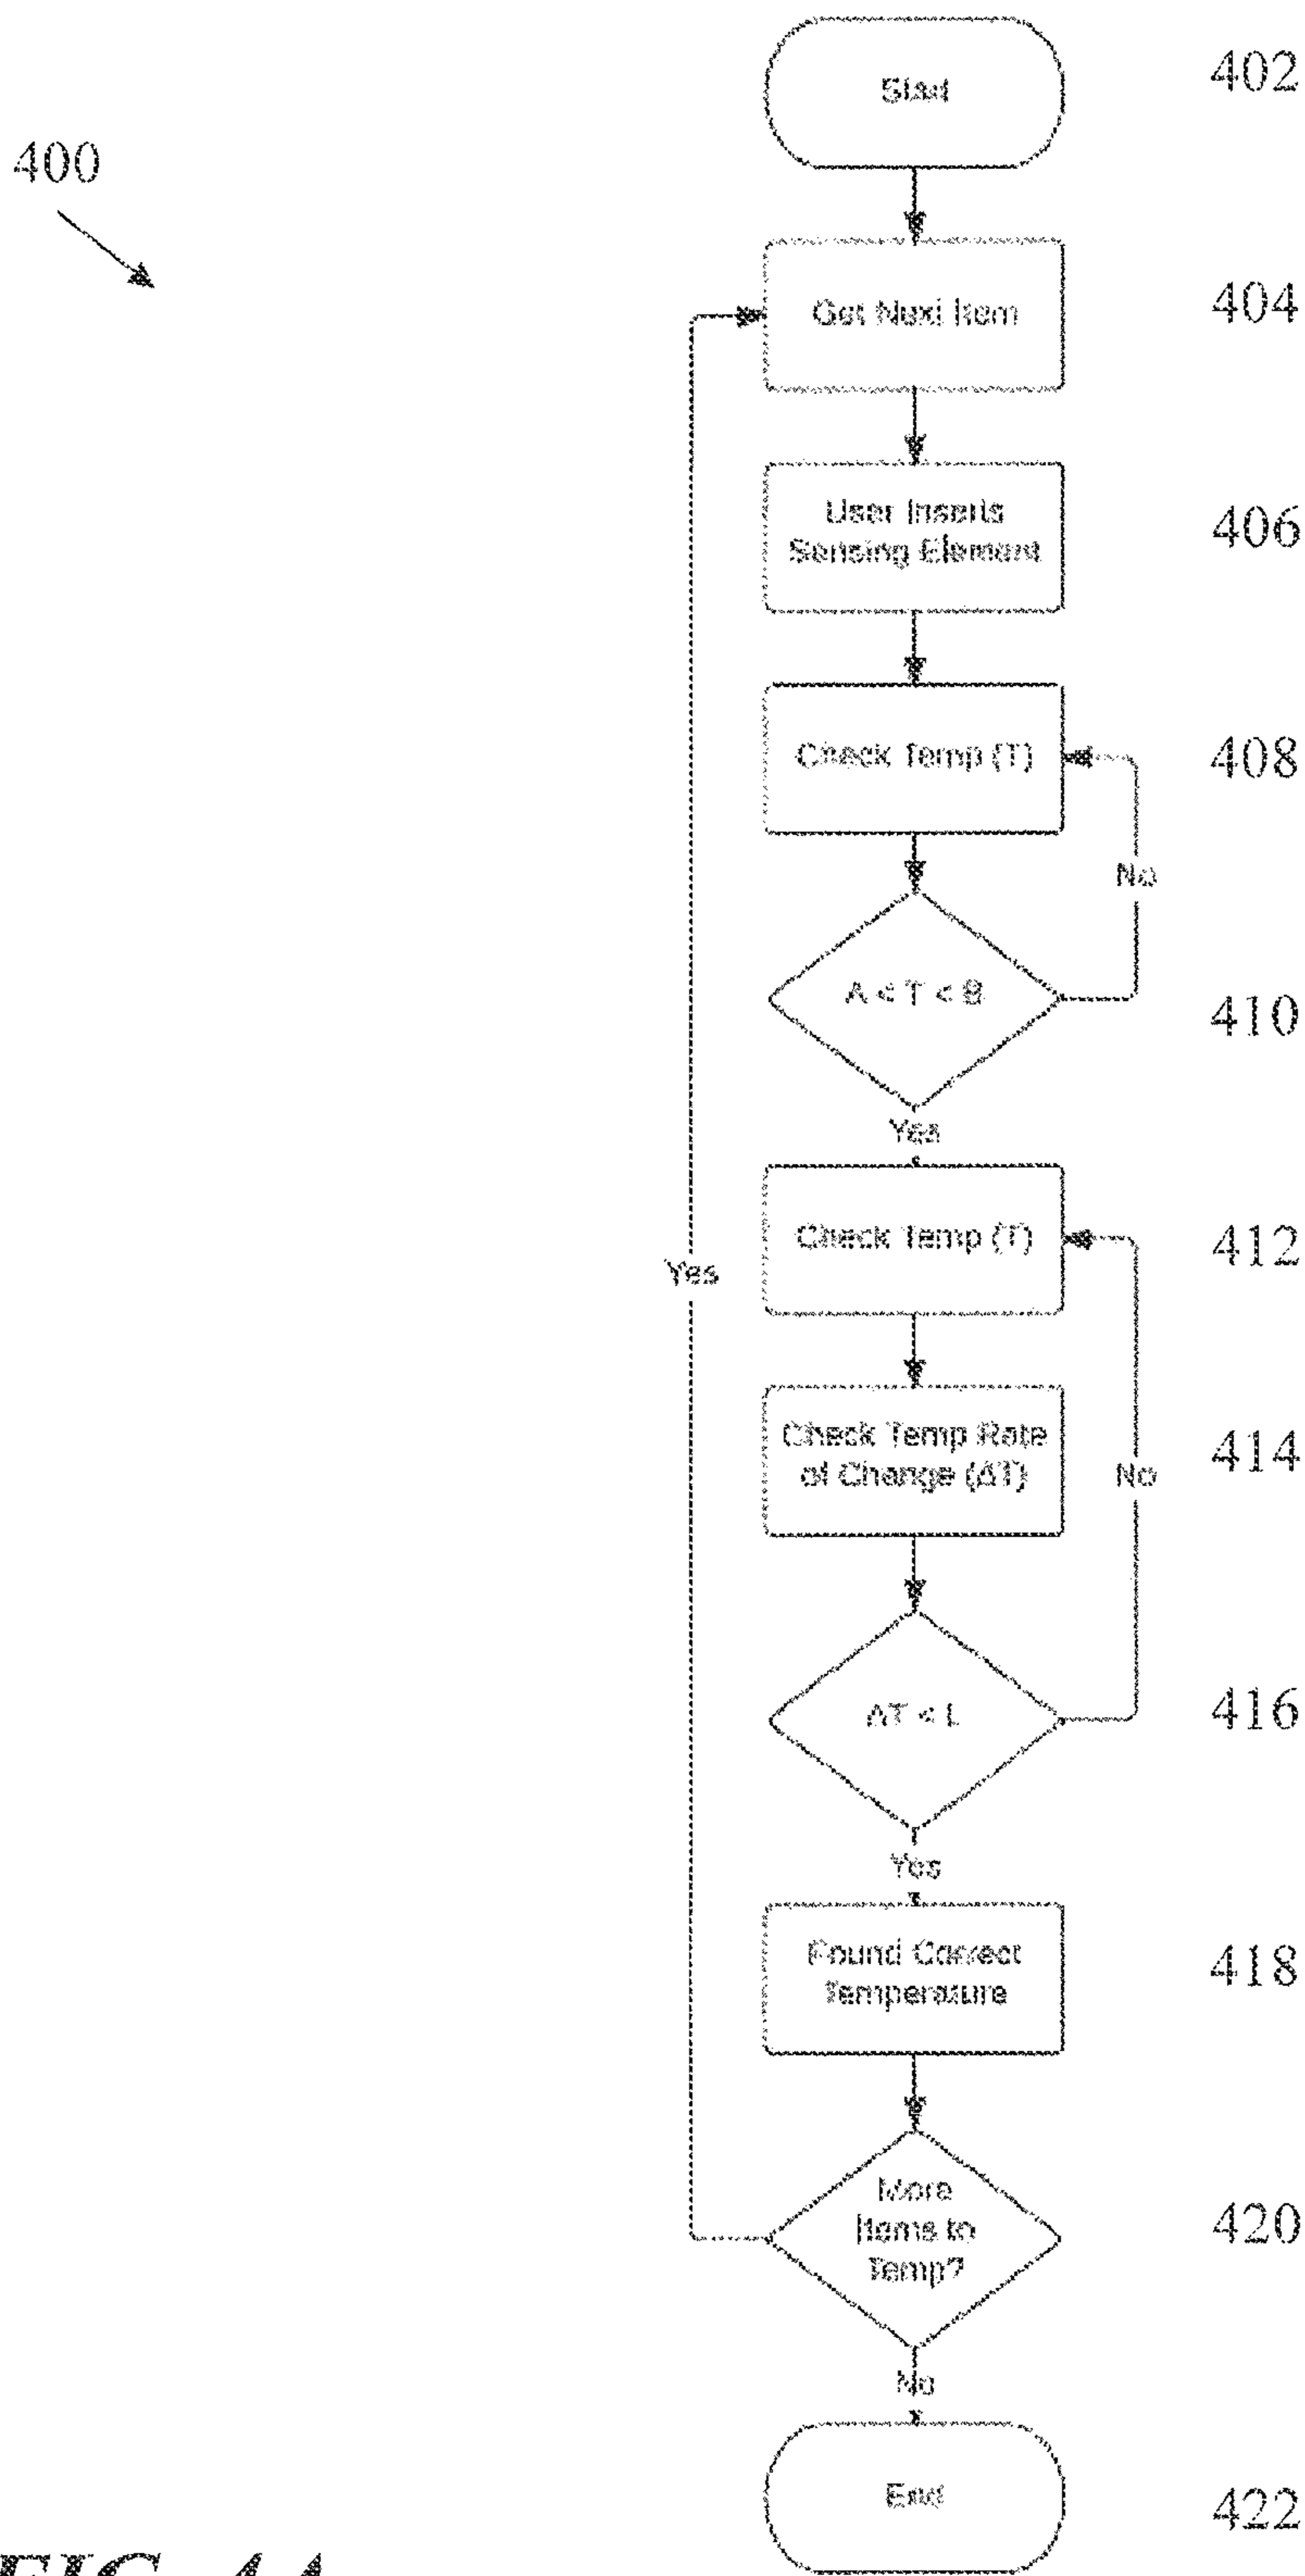 400
Start
402
Get Next Item
404
User Inserts
Sensing Element
406
Check Temp (T)
408
No
A < T < B
410
Yes
Check Temp (T)
412
Yes
Check Temp Rate
of Change (ΔT)
414
No
ΔT < L
416
Yes
Found Correct
Temperature
418
More
Items to
Temp?
420
No
End
422
FIG. 4A